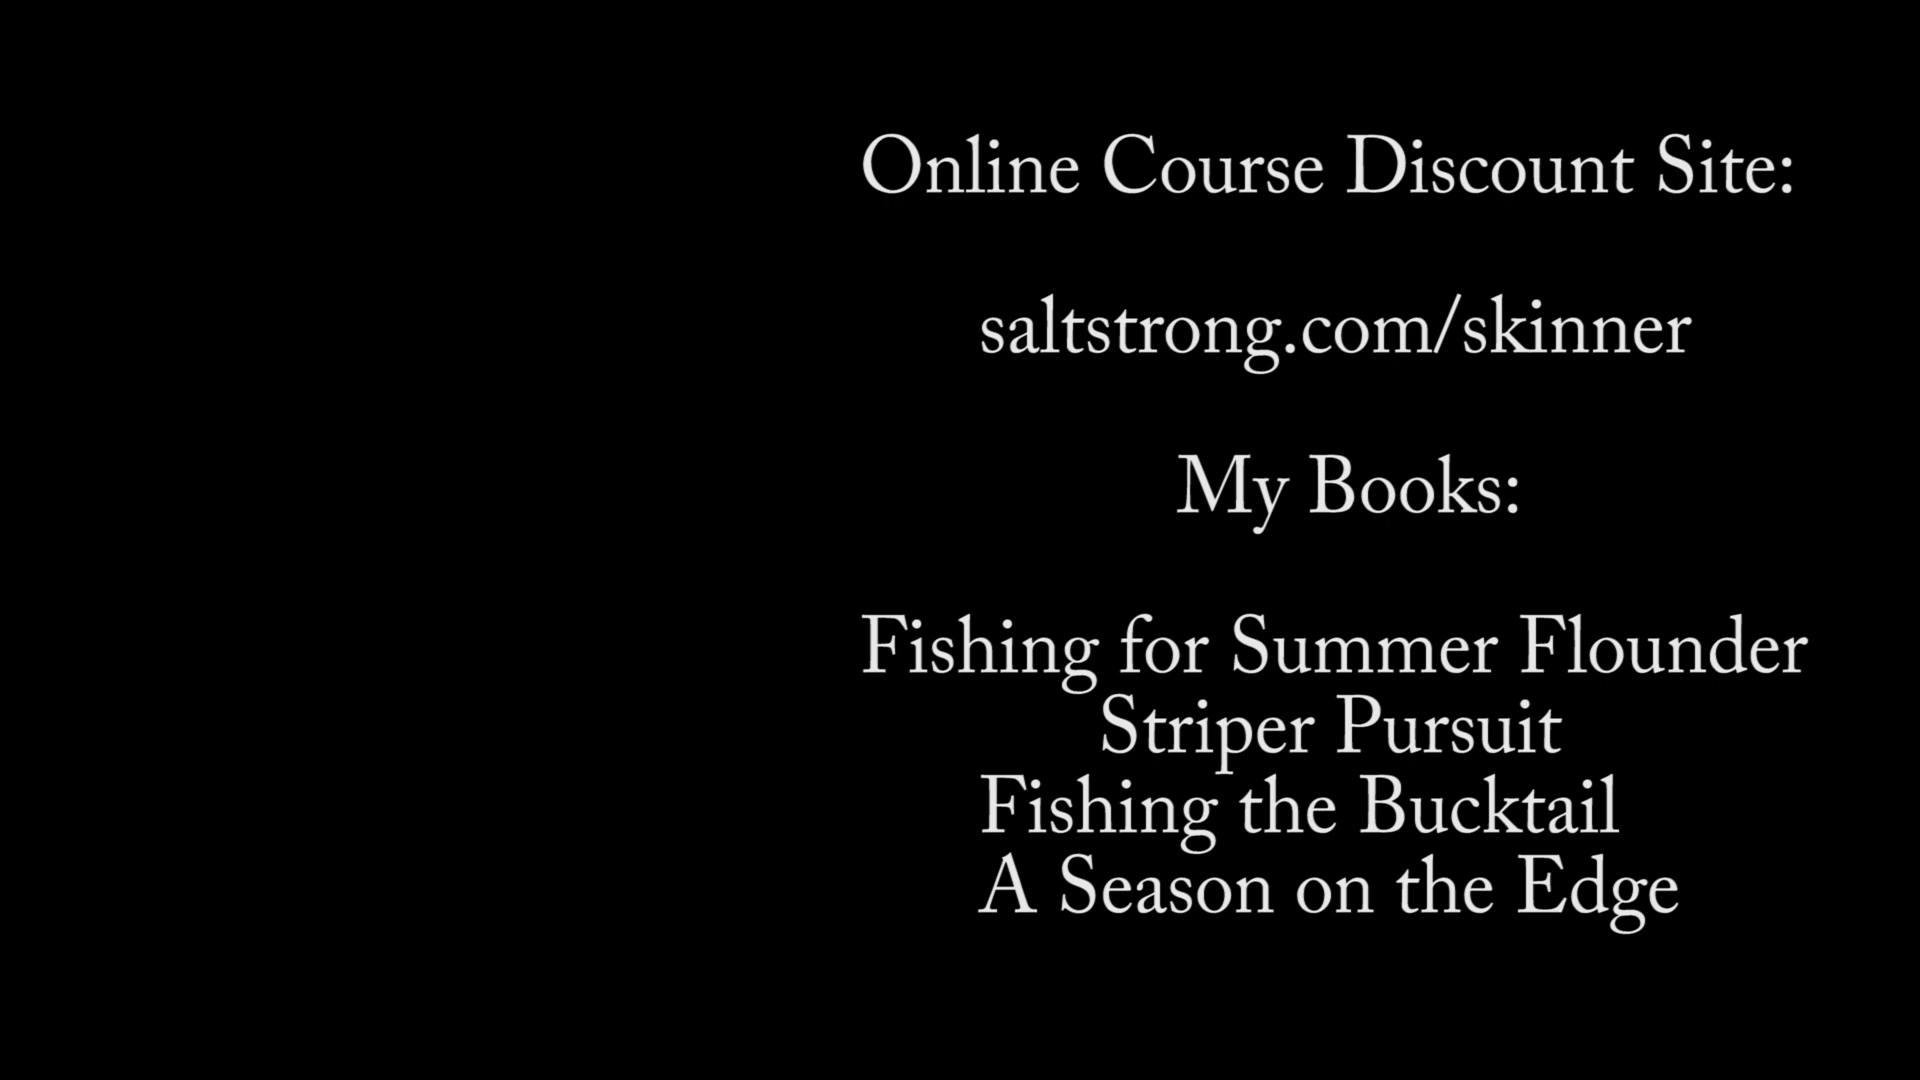 Online Course Discount Site:
saltstrong.com/skinner
My Books:
Fishing for Summer Flounder
Striper Pursuit
Fishing the Bucktail
A Season on the Edge